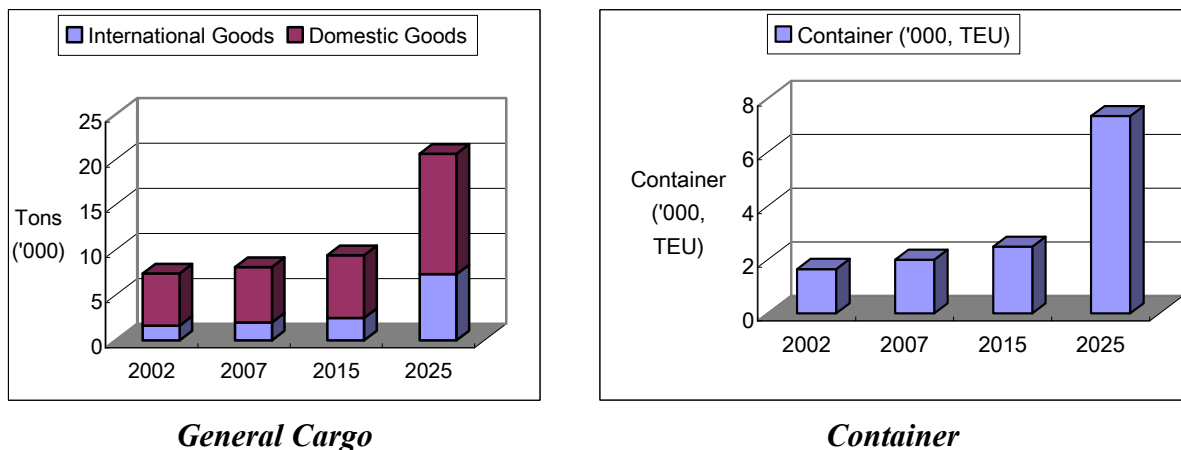 International Goods Domestic Goods
25
20
15
10
5
0
Tons
('000)
2002 2007 2015 2025
General Cargo
Container ('000, TEU)
8
6
4
2
0
Container
('000,
TEU)
2002 2007 2015 2025
Container